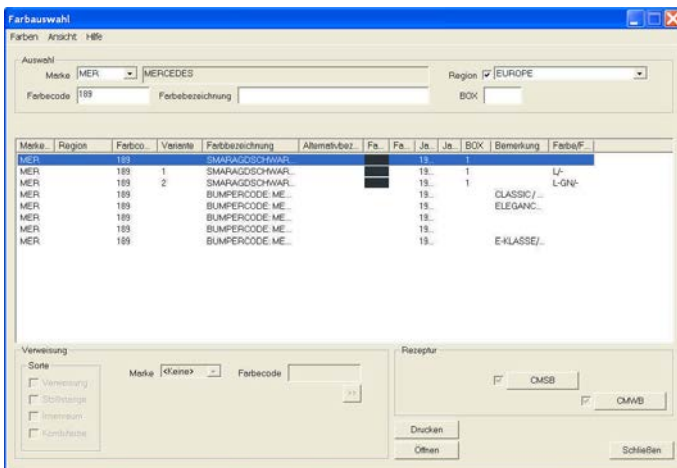 Farbauswahl
Farben Ansicht Hilfe
Auswahl
Marke MER MERCEDES Region EUROPE
Farbecode 189 Farbebezeichnung BOX
Marke... Region Farbco... Variante Farbbezeichnung Alternativbez... Fa... Fa... Ja... Ja... BOX Bemerkung Farbe/F...
MER 189 SMARAGDSCHWAR... 19... 1
MER 189 1 SMARAGDSCHWAR... 19... 1 L/-
MER 189 2 SMARAGDSCHWAR... 19... 1 L-GN/-
MER 189 BUMPERCODE: ME... 19... CLASSIC / ...
MER 189 BUMPERCODE: ME... 19... ELEGANC...
MER 189 BUMPERCODE: ME... 19...
MER 189 BUMPERCODE: ME... 19...
MER 189 BUMPERCODE: ME... 19... E-KLASSE/...
Verweisung Rezeptur
Sorte
Marke <Keine> Farbecode
Verweisung CMSB
Stoßstange >>
Innenraum CMWB
Kombifarbe
Drucken
Öffnen Schließen